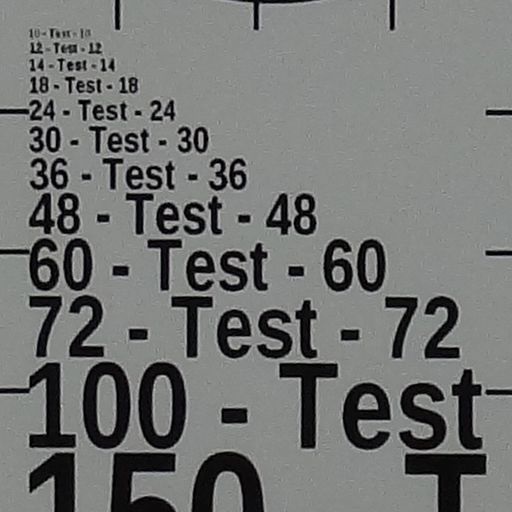 10 - Test - 10
12 - Test - 12
14 - Test - 14
18 - Test - 18
24 - Test - 24
30 - Test - 30
36 - Test - 36
48 - Test - 48
60 - Test - 60
72 - Test - 72
100 - Test
150 T